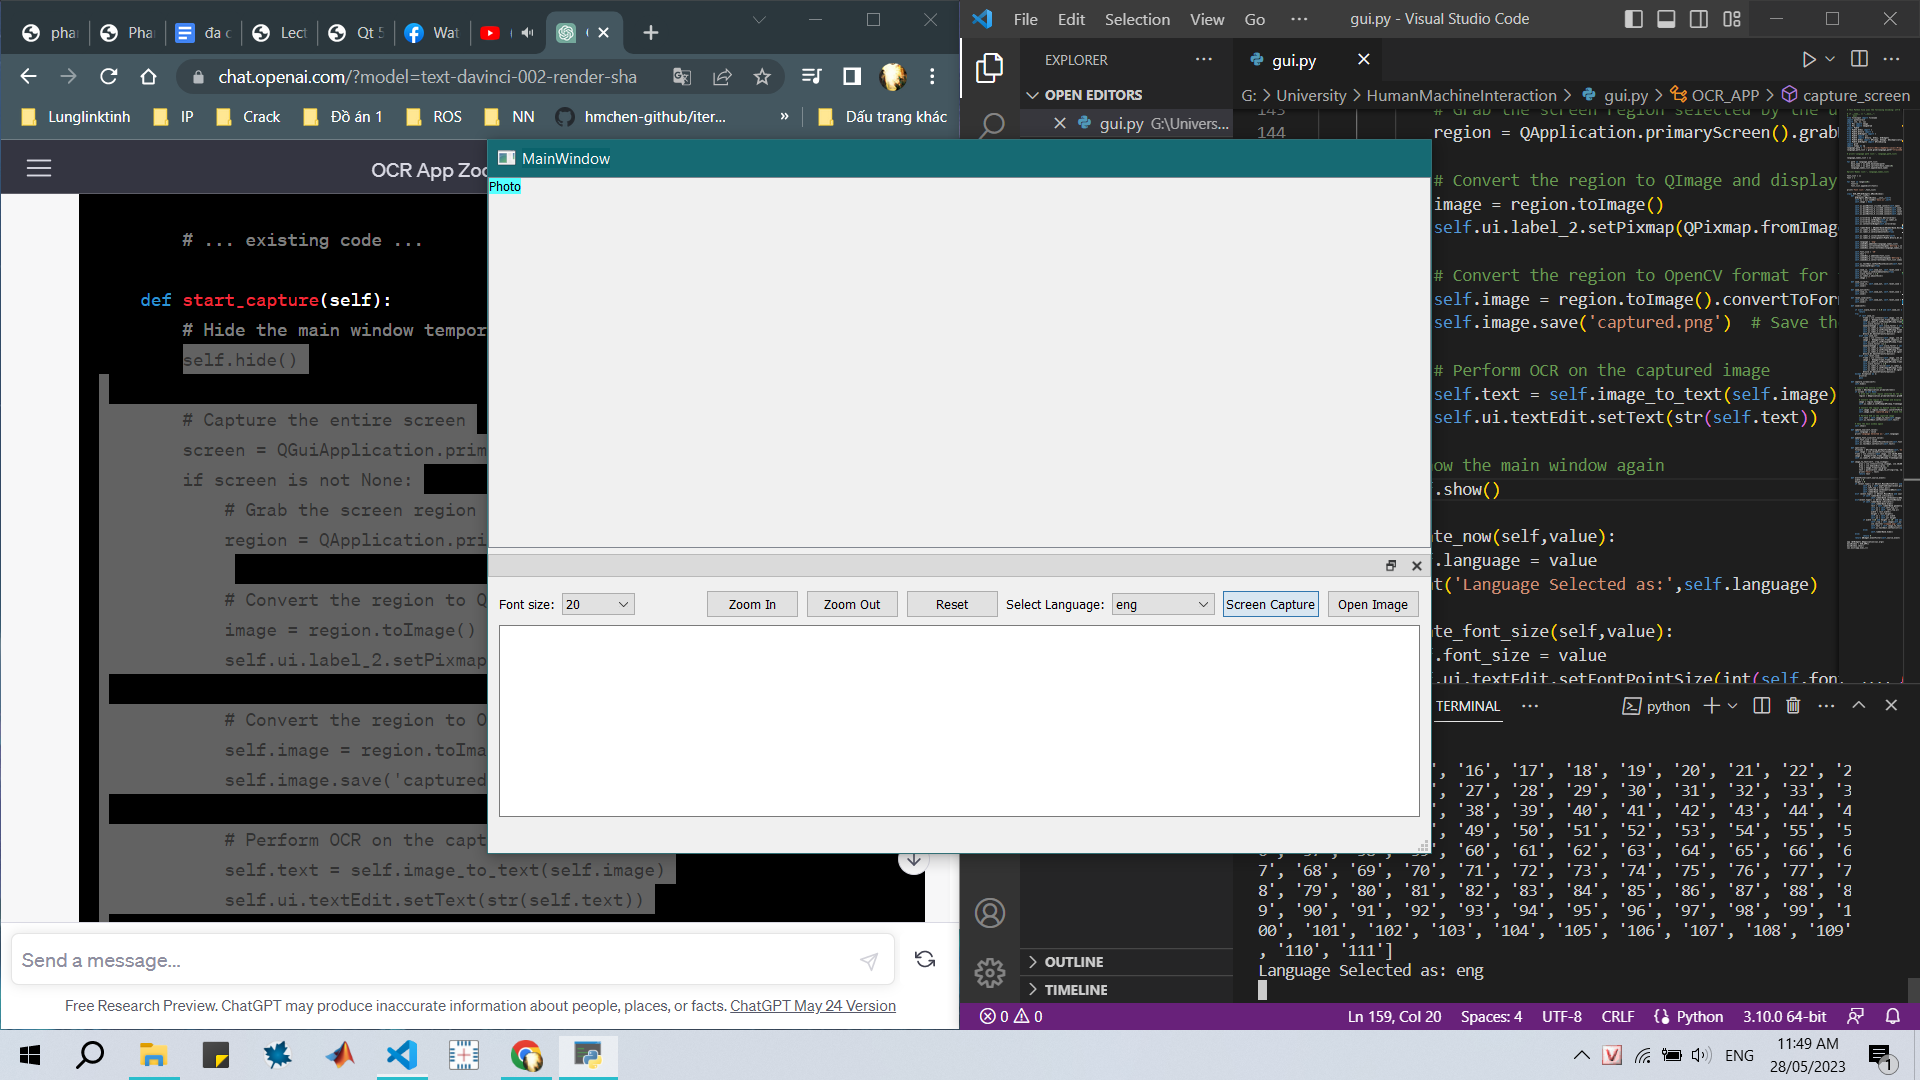 phar
Pha
đa c
Lect
Qt 5
Wat
chat.openai.com/?model=text-davinci-002-render-sha
Lunglinktinh
IP
Crack
Đồ án 1
ROS
NN
hmchen-github/iter...
»
Dấu trang khác
OCR App Zoo
# ... existing code ...
def start_capture(self):
# Hide the main window tempor
self.hide()
# Capture the entire screen
screen = QGuiApplication.prim
if screen is not None:
# Grab the screen region
region = QApplication.pri
# Convert the region to Q
image = region.toImage()
self.ui.label_2.setPixmap
# Convert the region to O
self.image = region.toIma
self.image.save('captured
# Perform OCR on the capt
self.text = self.image_to_text(self.image)
self.ui.textEdit.setText(str(self.text))
Send a message...
Free Research Preview. ChatGPT may produce inaccurate information about people, places, or facts. ChatGPT May 24 Version
MainWindow
Photo
Font size:
20
Zoom In
Zoom Out
Reset
Select Language:
eng
Screen Capture
Open Image
File Edit Selection View Go ···
gui.py - Visual Studio Code
EXPLORER
OPEN EDITORS
gui.py G:\Univers...
gui.py
G: > University > HumanMachineInteraction > gui.py > OCR_APP > capture_screen
144
region = QApplication.primaryScreen().grab
# Convert the region to QImage and display
image = region.toImage()
self.ui.label_2.setPixmap(QPixmap.fromImag
# Convert the region to OpenCV format for
self.image = region.toImage().convertToFor
self.image.save('captured.png')  # Save th
# Perform OCR on the captured image
self.text = self.image_to_text(self.image)
self.ui.textEdit.setText(str(self.text))
ow the main window again
.show()
te_now(self,value):
.language = value
t('Language Selected as:',self.language)
te_font_size(self,value):
.font_size = value
.ui.textEdit.setFontPointSize(int(self.fon
TERMINAL
python
', '16', '17', '18', '19', '20', '21', '22', '2
', '27', '28', '29', '30', '31', '32', '33', '3
', '38', '39', '40', '41', '42', '43', '44', '4
', '49', '50', '51', '52', '53', '54', '55', '5
'60', '61', '62', '63', '64', '65', '66', '6
7', '68', '69', '70', '71', '72', '73', '74', '75', '76', '77', '7
8', '79', '80', '81', '82', '83', '84', '85', '86', '87', '88', '8
9', '90', '91', '92', '93', '94', '95', '96', '97', '98', '99', '1
00', '101', '102', '103', '104', '105', '106', '107', '108', '109'
, '110', '111']
Language Selected as: eng
OUTLINE
TIMELINE
0 0
Ln 159, Col 20
Spaces: 4
UTF-8
CRLF
Python
3.10.0 64-bit
ENG
11:49 AM
28/05/2023
1